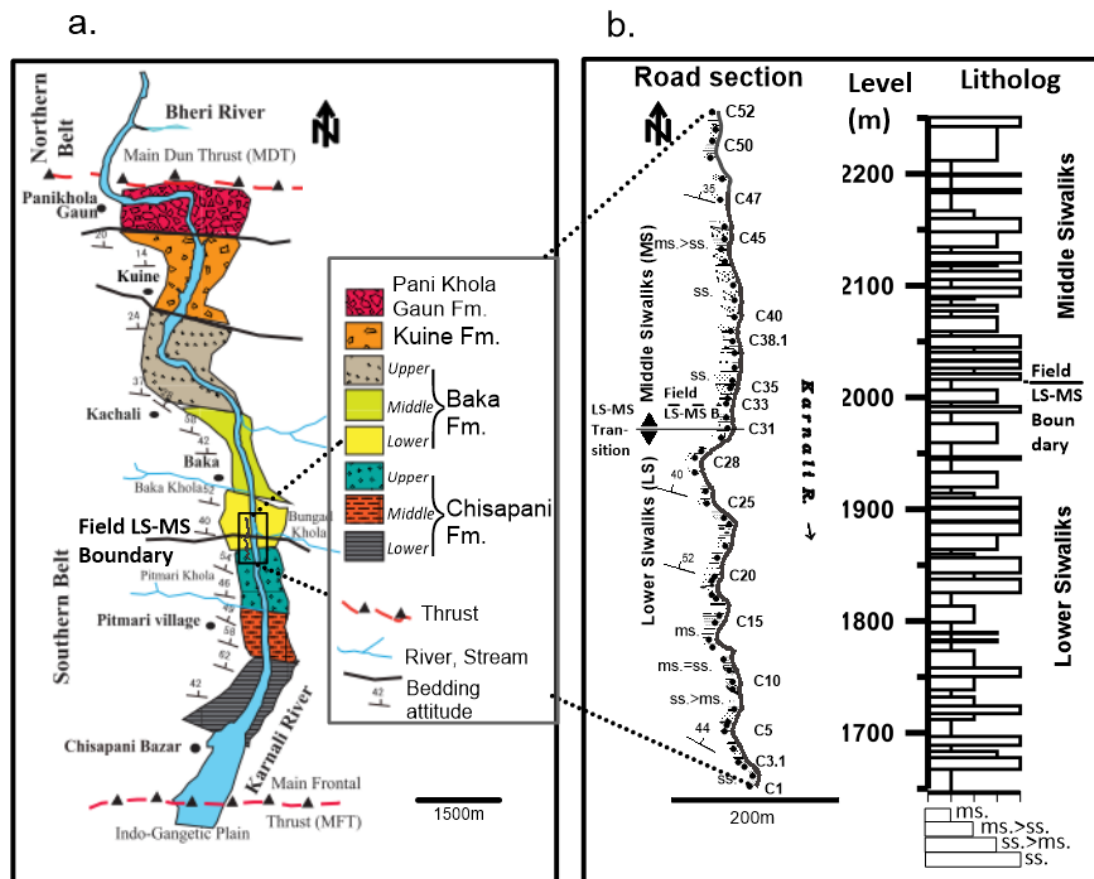 a.
Northern
Belt
Bheri River
N
Main Dun Thrust (MDT)
Panikhola
Gaun
20
14
Kuine
24
37
Kachali
58
42
Baka
Baka Khola
52
40
Bungad
Khola
Field LS-MS
Boundary
54
Pitmari Khola
46
49
Pitmari village
58
62
42
Southern Belt
Chisapani Bazar
Karnali River
Main Frontal
Thrust (MFT)
Indo-Gangetic Plain
1500m
Pani Khola
Gaun Fm.
Kuine Fm.
Upper
Middle
Lower
Baka
Fm.
Upper
Middle
Lower
Chisapani
Fm.
Thrust
River, Stream
42
Bedding
attitude
b.
Road section
N
C52
C50
35
C47
ms.>ss.
C45
ss.
C40
C38.1
ss.
C35
Field
LS-MS B.
C33
C31
LS-MS
Tran-
sition
C28
40
C25
52
C20
C15
ms.
ms.=ss.
C10
ss.>ms.
44
C5
C3.1
ss.
C1
Middle Siwaliks (MS)
Lower Siwaliks (LS)
Karnali R.
200m
Level
(m)
2200
2100
2000
1900
1800
1700
Litholog
Middle Siwaliks
Field
LS-MS
Boun
dary
Lower Siwaliks
ms.
ms.>ss.
ss.>ms.
ss.